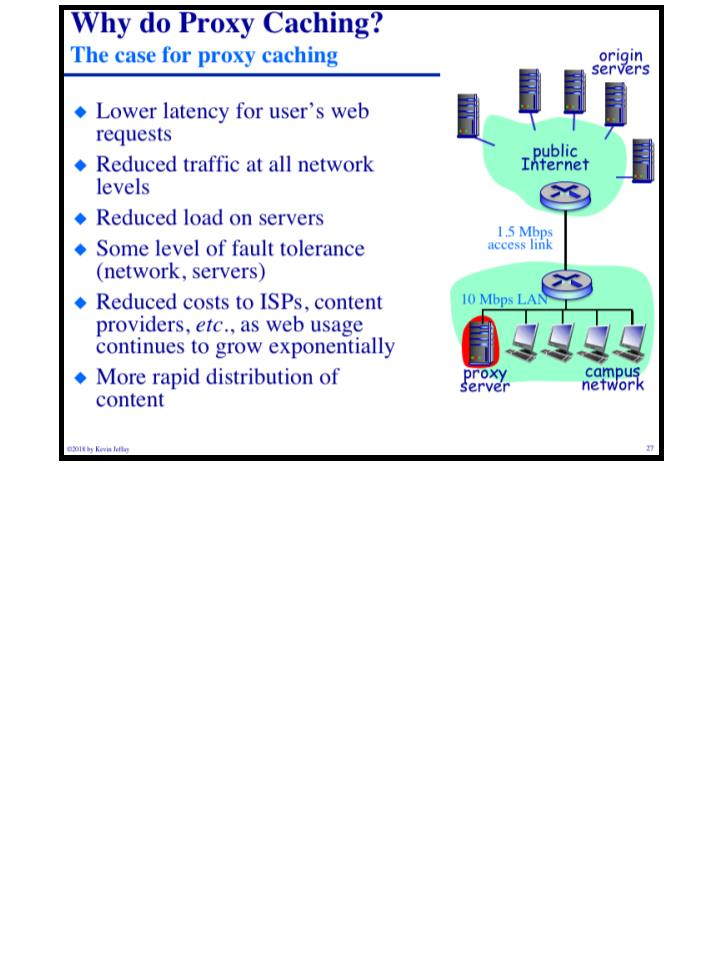 Why do Proxy Caching?
The case for proxy caching
◆ Lower latency for user's web
requests
◆ Reduced traffic at all network
levels
◆ Reduced load on servers
◆ Some level of fault tolerance
(network, servers)
◆ Reduced costs to ISPs, content
providers, etc., as web usage
continues to grow exponentially
◆ More rapid distribution of
content
origin
servers
public
Internet
1.5 Mbps
access link
10 Mbps LAN
proxy
server
campus
network
©2018 by Kevin Jeffay
27